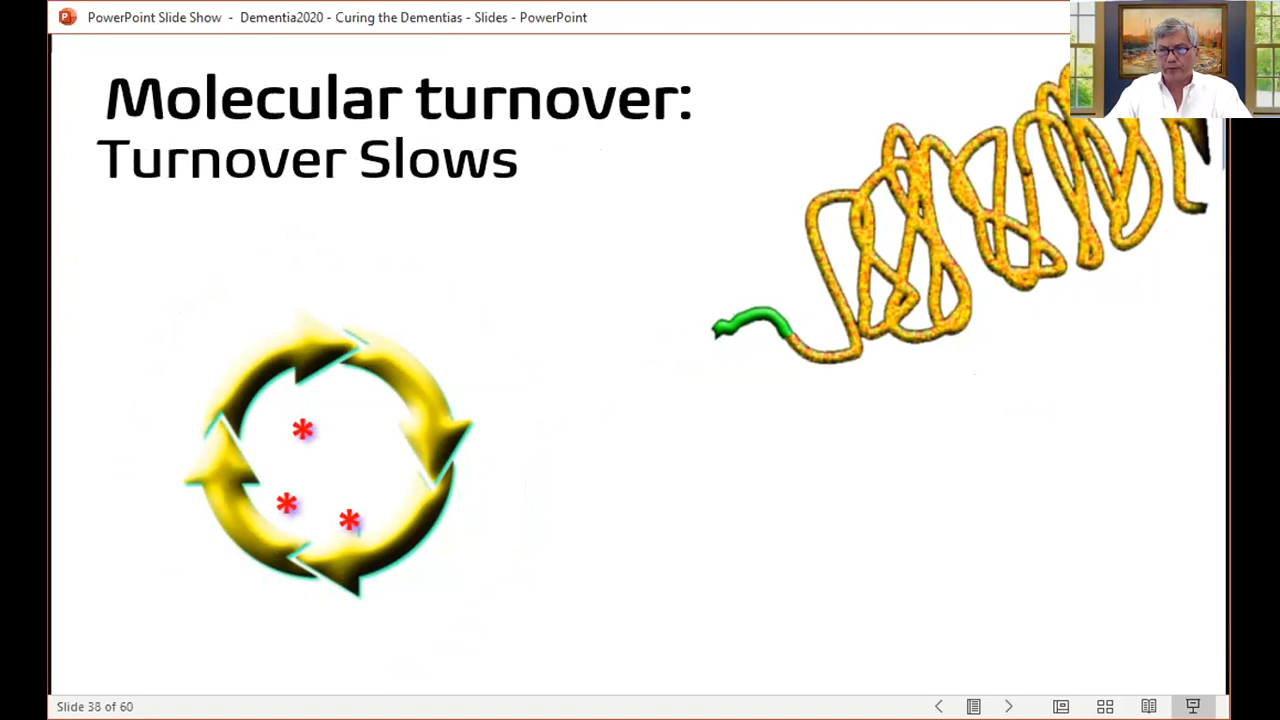 PowerPoint Slide Show - Dementia2020 - Curing the Dementias - Slides - PowerPoint
Molecular turnover:
Turnover Slows
*
*
*
Slide 38 of 60